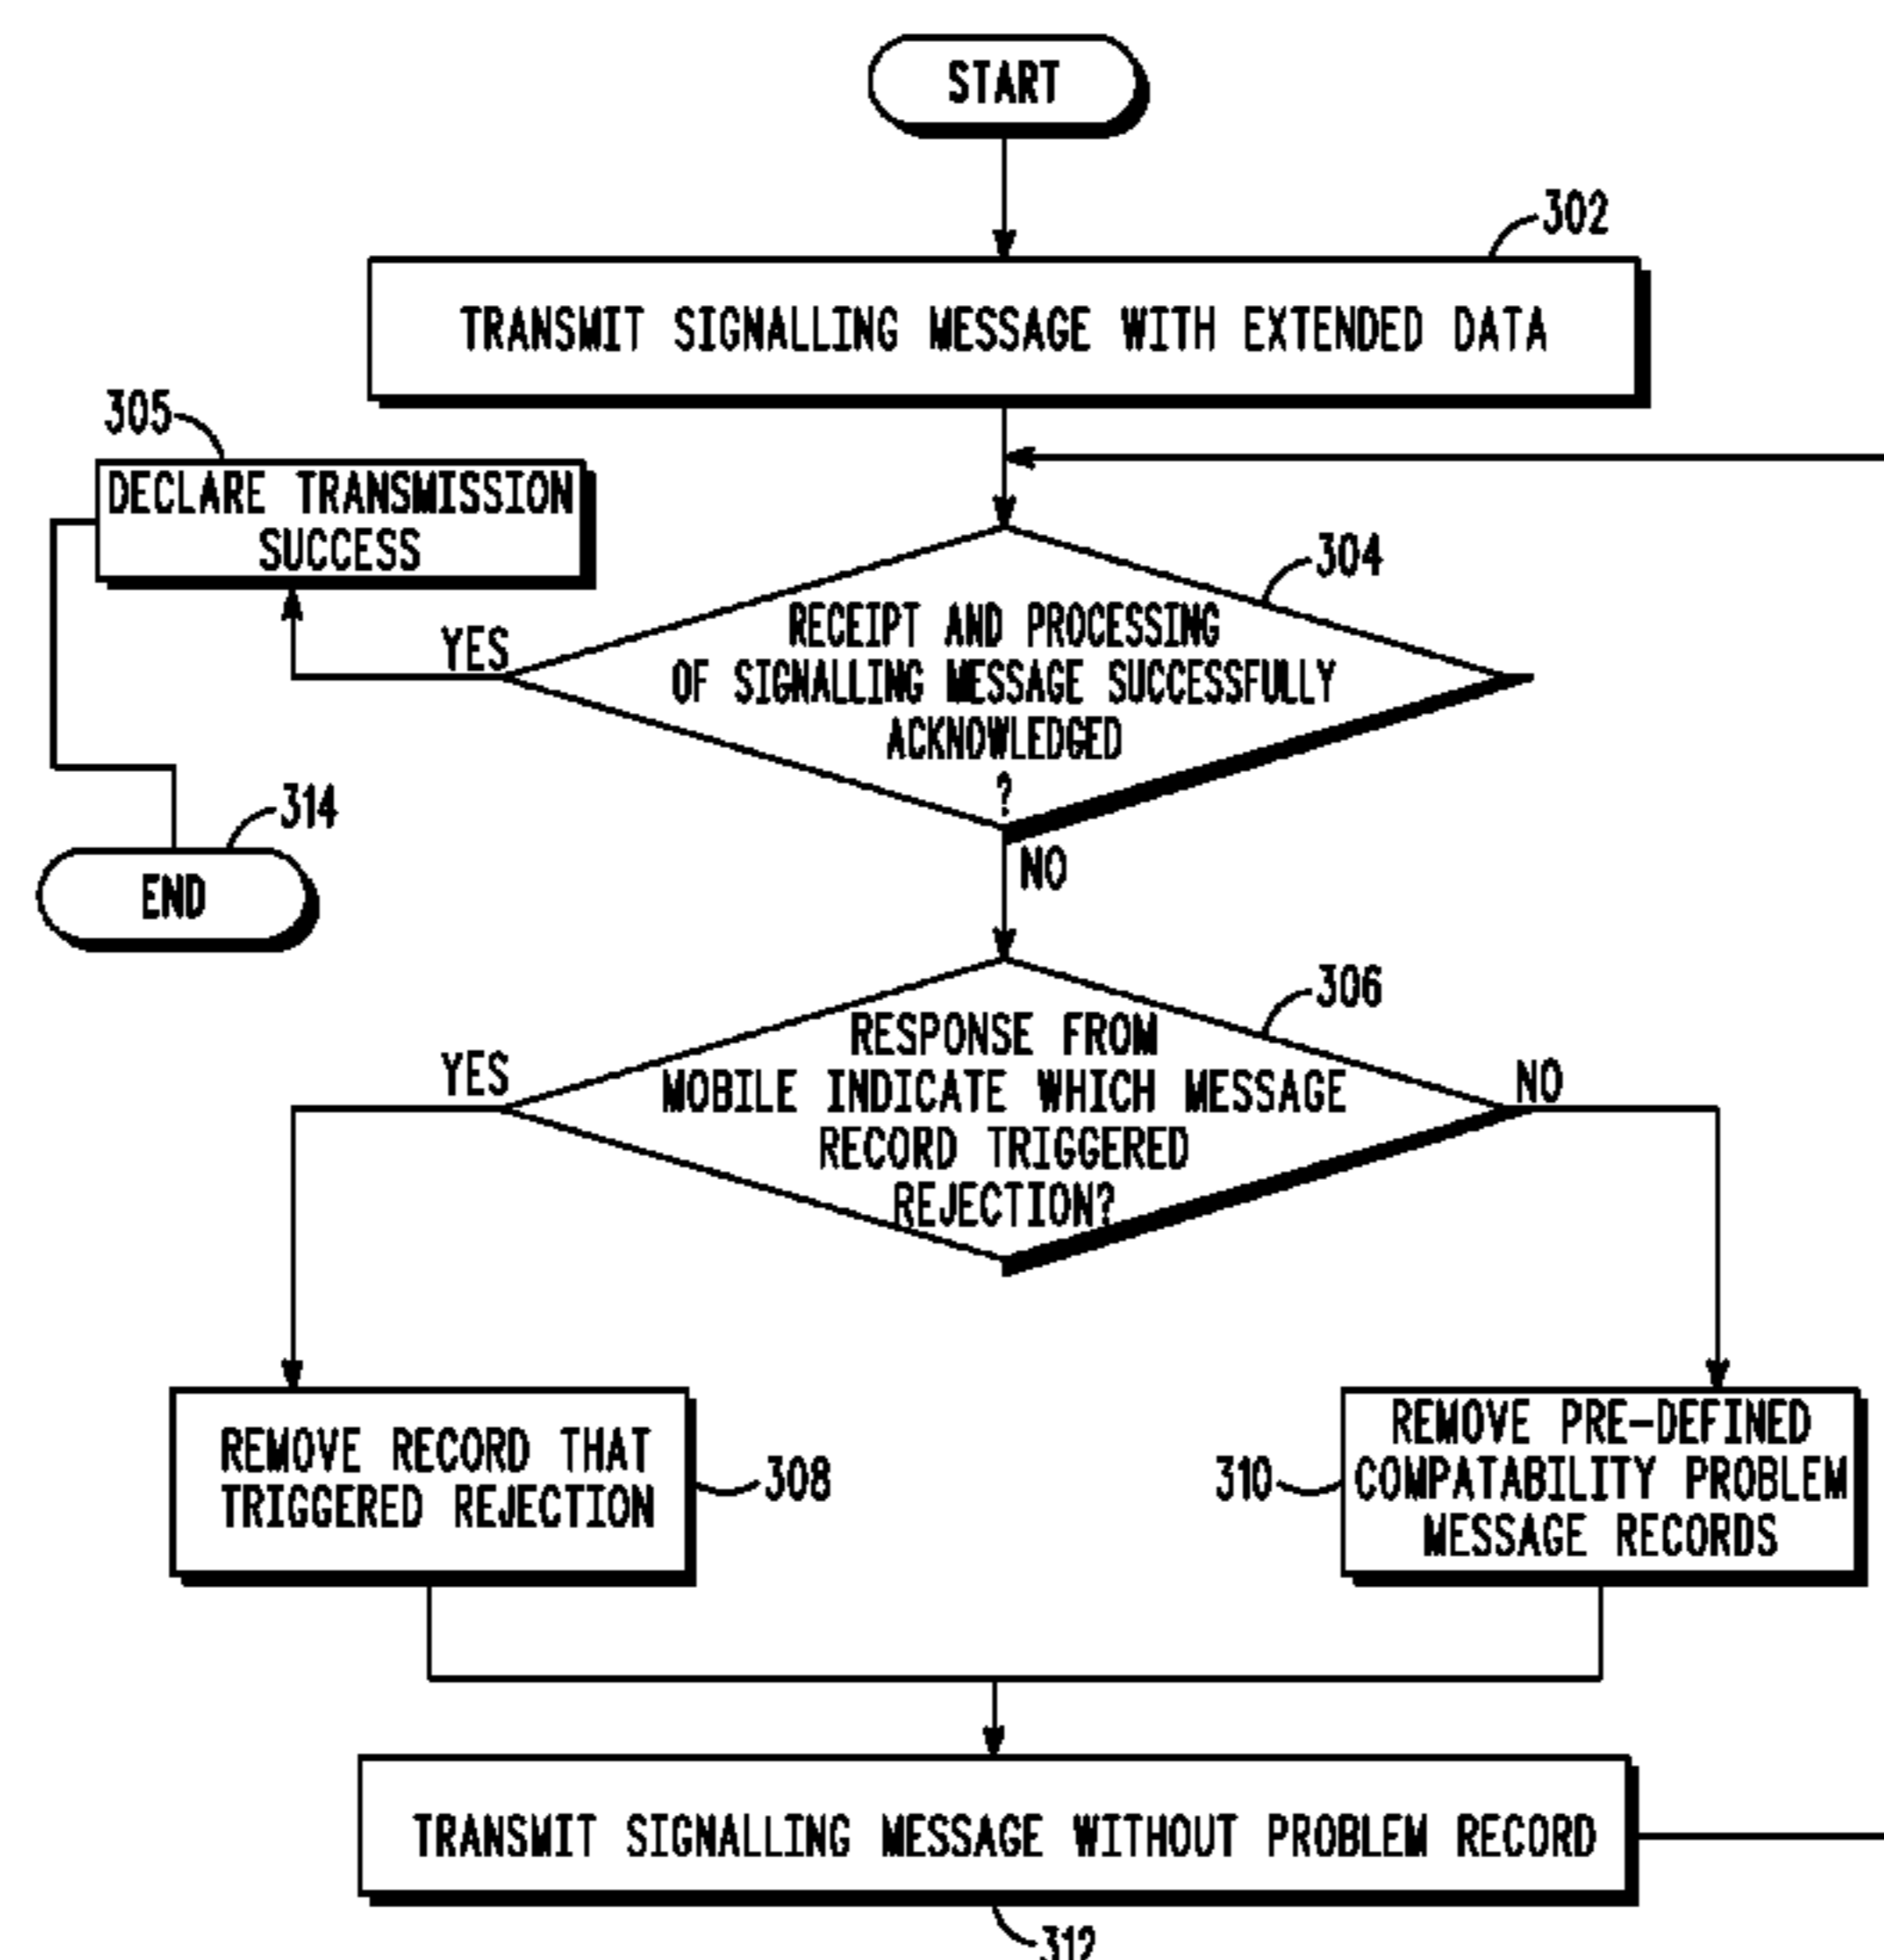 START
302
TRANSMIT SIGNALLING MESSAGE WITH EXTENDED DATA
305
DECLARE TRANSMISSION
SUCCESS
304
RECEIPT AND PROCESSING
OF SIGNALLING MESSAGE SUCCESSFULLY
ACKNOWLEDGED
?
YES
NO
314
END
306
RESPONSE FROM
MOBILE INDICATE WHICH MESSAGE
RECORD TRIGGERED
REJECTION?
YES
NO
REMOVE RECORD THAT
TRIGGERED REJECTION
308
310
REMOVE PRE-DEFINED
COMPATABILITY PROBLEM
MESSAGE RECORDS
TRANSMIT SIGNALLING MESSAGE WITHOUT PROBLEM RECORD
312